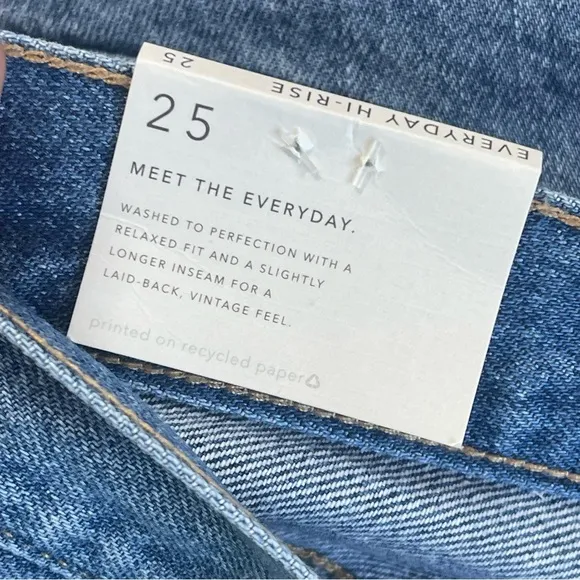 25
EVERYDAY HI-RISE
25
MEET THE EVERYDAY.
WASHED TO PERFECTION WITH A
RELAXED FIT AND A SLIGHTLY
LONGER INSEAM FOR A
LAID-BACK, VINTAGE FEEL.
printed on recycled paper